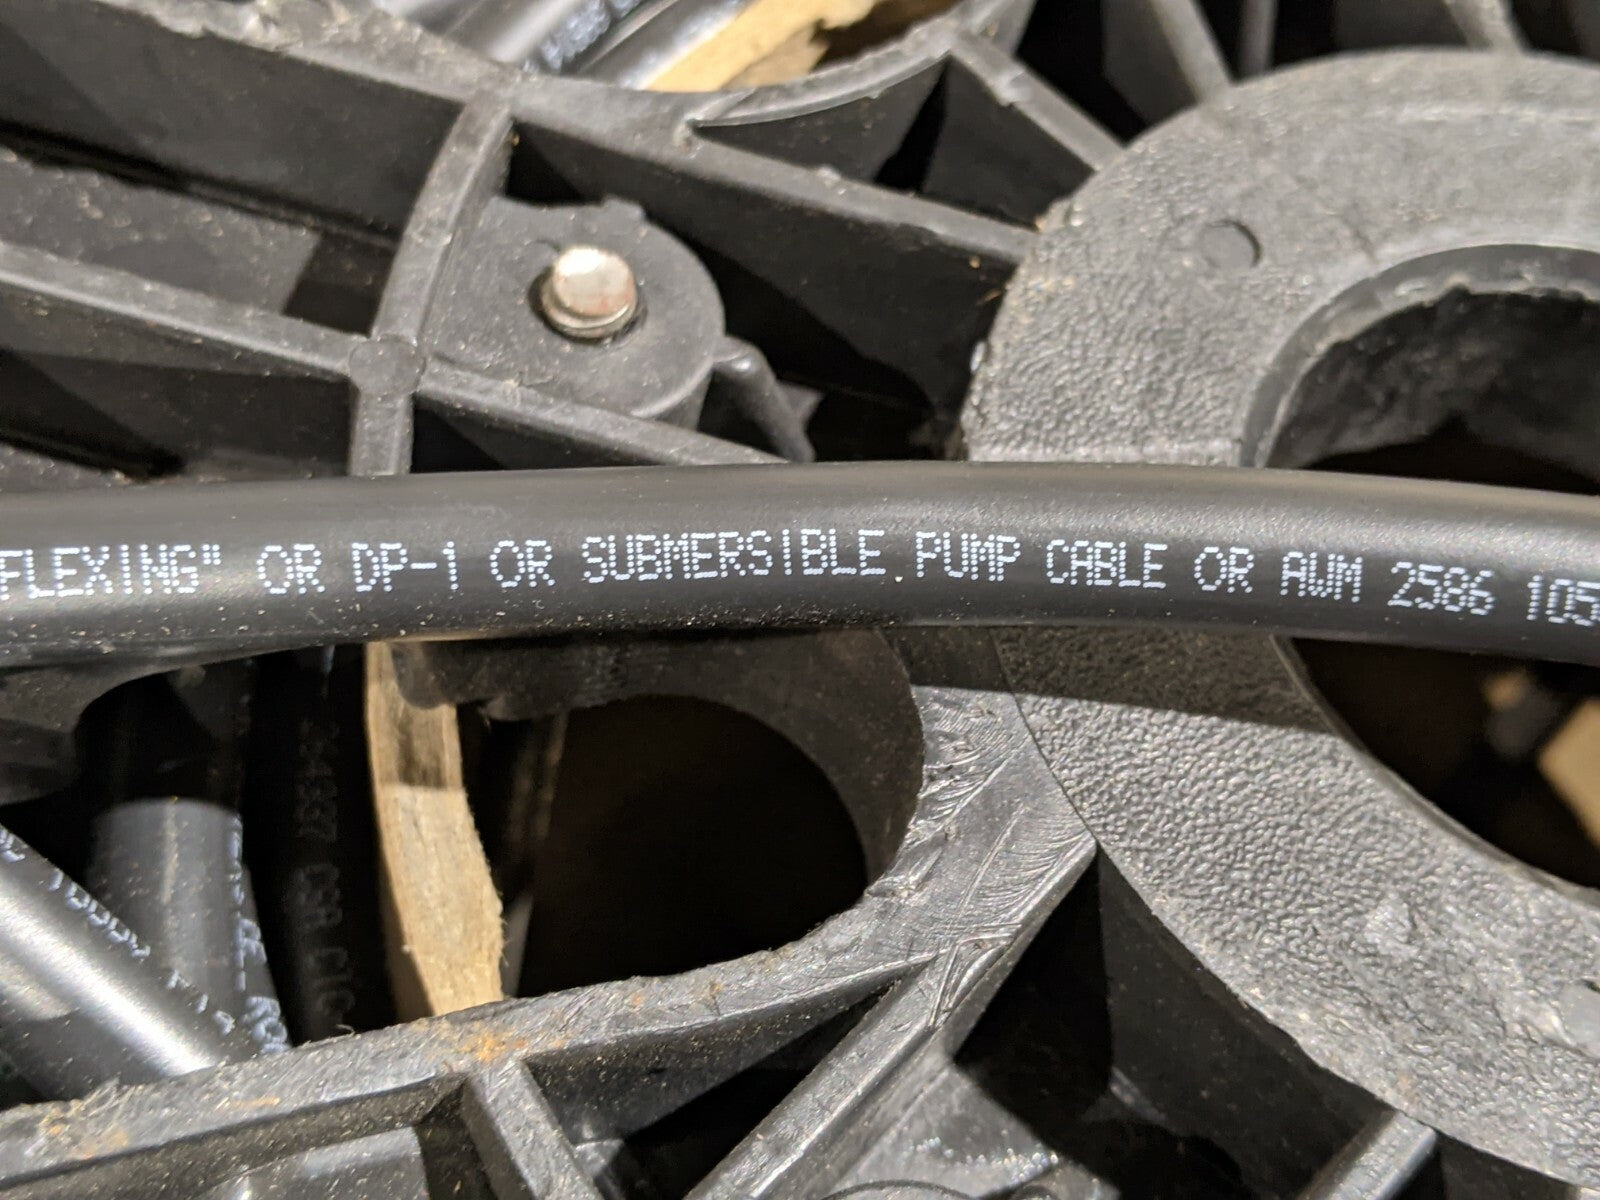 FLEXING" OR DP-1 OR SUBMERSIBLE PUMP CABLE OR AWM 2586 105